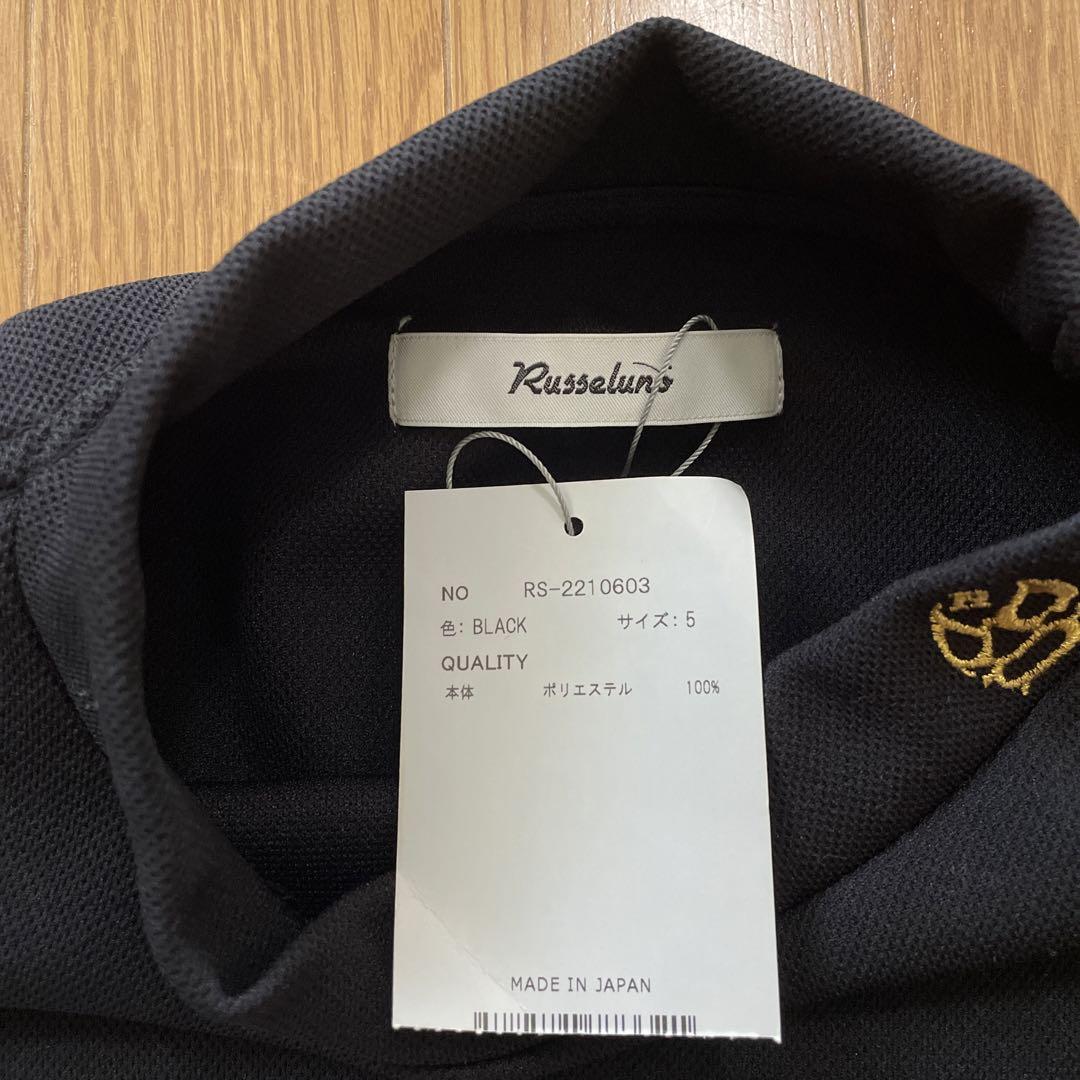 Russeluno
NO RS-2210603
色: BLACK サイズ: 5
QUALITY
本体 ポリエステル 100%
MADE IN JAPAN